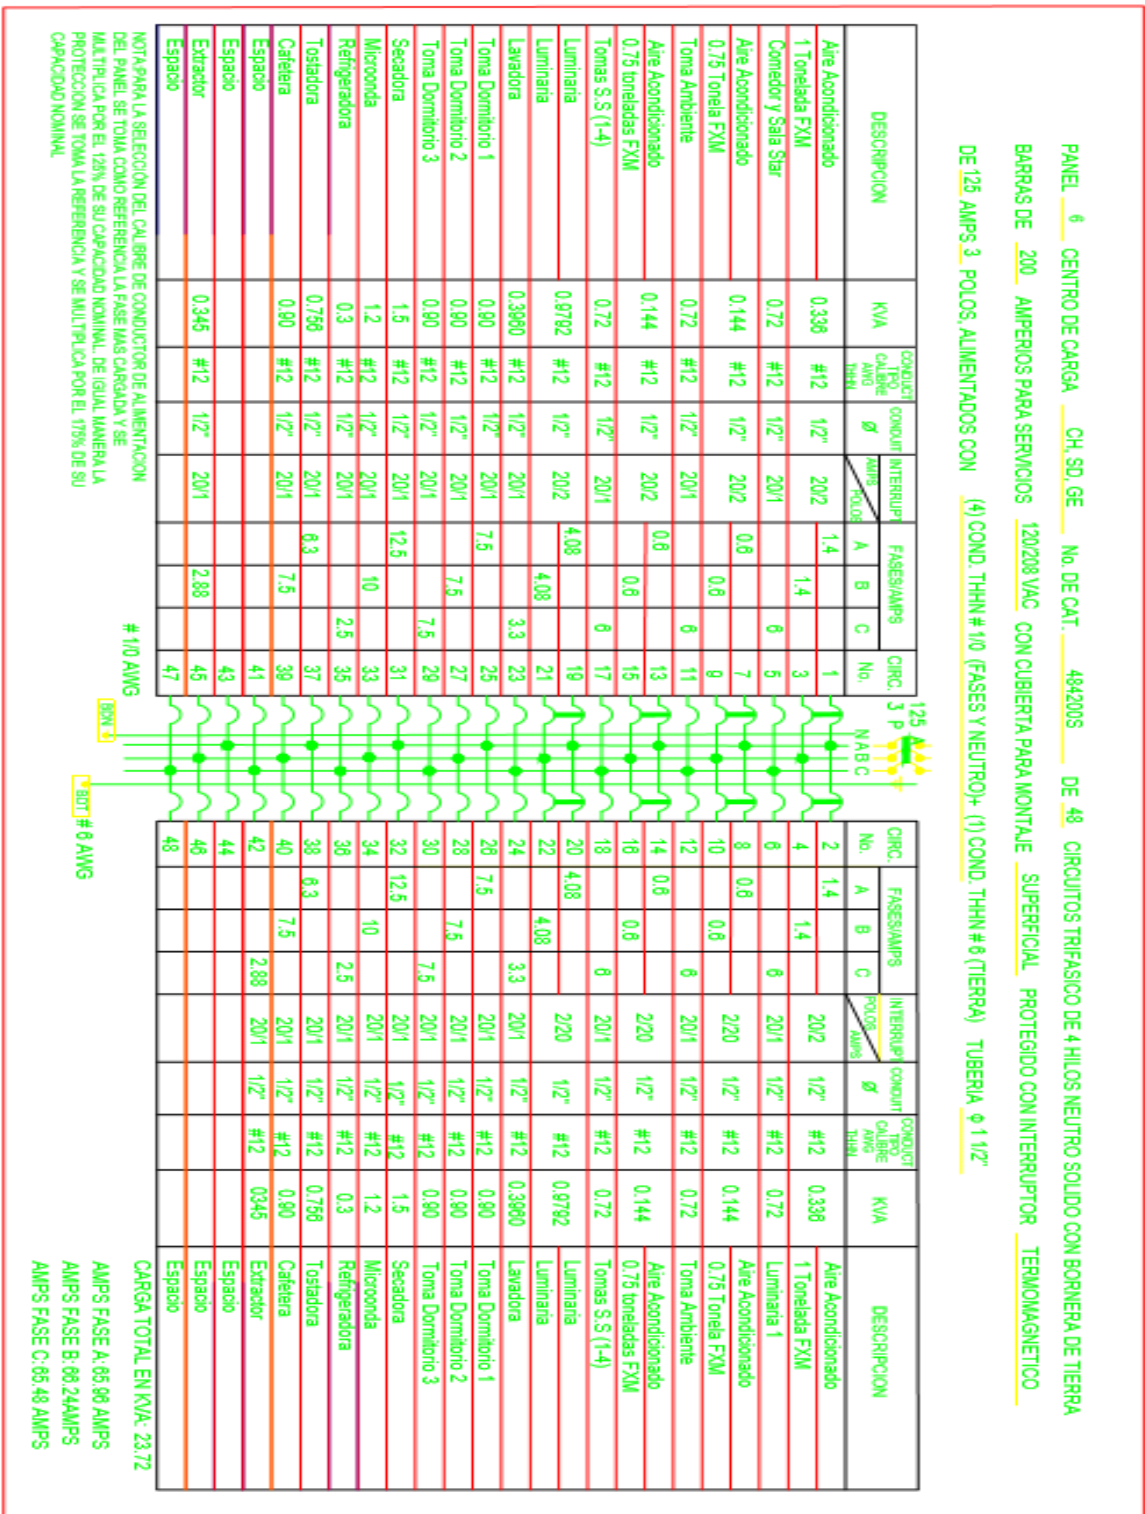 PANEL 6 CENTRO DE CARGA CH, SD, GE No. DE CAT. 484200S DE 48 CIRCUITOS TRIFASICO DE 4 HILOS NEUTRO SOLIDO CON BORNERA DE TIERRA
BARRAS DE 200 AMPERIOS PARA SERVICIOS 120/208 VAC CON CUBIERTA PARA MONTAJE SUPERFICIAL PROTEGIDO CON INTERRUPTOR TERMOMAGNETICO
DE 125 AMPS 3 POLOS, ALIMENTADOS CON (4) COND. THHN # 1/0 (FASES Y NEUTRO)+ (1) COND. THHN # 6 (TIERRA) TUBERIA ϕ 1 1/2"
DESCRIPCION KVA CONDUCT TIPO CALIBRE AWG THHN CONDUIT Ø INTERRUPT AMPS POLOS FASES/AMPS A B C CIRC. No.
Aire Acondicionado 0.336 #12 1/2" 20/2 1.4 1
1 Tonelada FXM 1.4 3
Comedor y Sala Star 0.72 #12 1/2" 20/1 6 5
Aire Acondicionado 0.144 #12 1/2" 20/2 0.6 7
0.75 Tonela FXM 0.6 9
Toma Ambiente 0.72 #12 1/2" 20/1 6 11
Aire Acondicionado 0.144 #12 1/2" 20/2 0.6 13
0.75 toneladas FXM 0.6 15
Tomas S.S (1-4) 0.72 #12 1/2" 20/1 6 17
Luminaria 0.9792 #12 1/2" 20/2 4.08 19
Luminaria 4.08 21
Lavadora 0.3960 #12 1/2" 20/1 3.3 23
Toma Dormitorio 1 0.90 #12 1/2" 20/1 7.5 25
Toma Dormitorio 2 0.90 #12 1/2" 20/1 7.5 27
Toma Dormitorio 3 0.90 #12 1/2" 20/1 7.5 29
Secadora 1.5 #12 1/2" 20/1 12.5 31
Microonda 1.2 #12 1/2" 20/1 10 33
Refrigeradora 0.3 #12 1/2" 20/1 2.5 35
Tostadora 0.756 #12 1/2" 20/1 6.3 37
Cafetera 0.90 #12 1/2" 20/1 7.5 39
Espacio 41
Espacio 43
Extractor 0.345 #12 1/2" 20/1 2.88 45
Espacio 47
NOTA:PARA LA SELECCIÓN DEL CALIBRE DE CONDUCTOR DE ALIMENTACION
DEL PANEL SE TOMA COMO REFERENCIA LA FASE MAS CARGADA Y SE
MULTIPLICA POR EL 125% DE SU CAPACIDAD NOMINAL. DE IGUAL MANERA LA
PROTECCION SE TOMA LA REFERENCIA Y SE MULTIPLICA POR EL 175% DE SU
CAPACIDAD NOMINAL
125 A
3 P
N A B C
# 1/0 AWG
BDN
BDT # 6 AWG
CIRC. No. FASES/AMPS A B C INTERRUPT POLOS AMPS CONDUIT Ø CONDUCT TIPO CALIBRE AWG THHN KVA DESCRIPCION
2 1.4 20/2 1/2" #12 0.336 Aire Acondicionado
4 1.4 1 Tonelada FXM
6 6 20/1 1/2" #12 0.72 Luminaria 1
8 0.6 2/20 1/2" #12 0.144 Aire Acondicionado
10 0.6 0.75 Tonela FXM
12 6 20/1 1/2" #12 0.72 Toma Ambiente
14 0.6 2/20 1/2" #12 0.144 Aire Acondicionado
16 0.6 0.75 toneladas FXM
18 6 20/1 1/2" #12 0.72 Tomas S.S (1-4)
20 4.08 2/20 1/2" #12 0.9792 Luminaria
22 4.08 Luminaria
24 3.3 20/1 1/2" #12 0.3960 Lavadora
26 7.5 20/1 1/2" #12 0.90 Toma Dormitorio 1
28 7.5 20/1 1/2" #12 0.90 Toma Dormitorio 2
30 7.5 20/1 1/2" #12 0.90 Toma Dormitorio 3
32 12.5 20/1 1/2" #12 1.5 Secadora
34 10 20/1 1/2" #12 1.2 Microonda
36 2.5 20/1 1/2" #12 0.3 Refrigeradora
38 6.3 20/1 1/2" #12 0.756 Tostadora
40 7.5 20/1 1/2" #12 0.90 Cafetera
42 2.88 20/1 1/2" #12 0345 Extractor
44 Espacio
46 Espacio
48 Espacio
CARGA TOTAL EN KVA: 23.72
AMPS FASE A:65.96 AMPS
AMPS FASE B:66.24AMPS
AMPS FASE C:65.48 AMPS